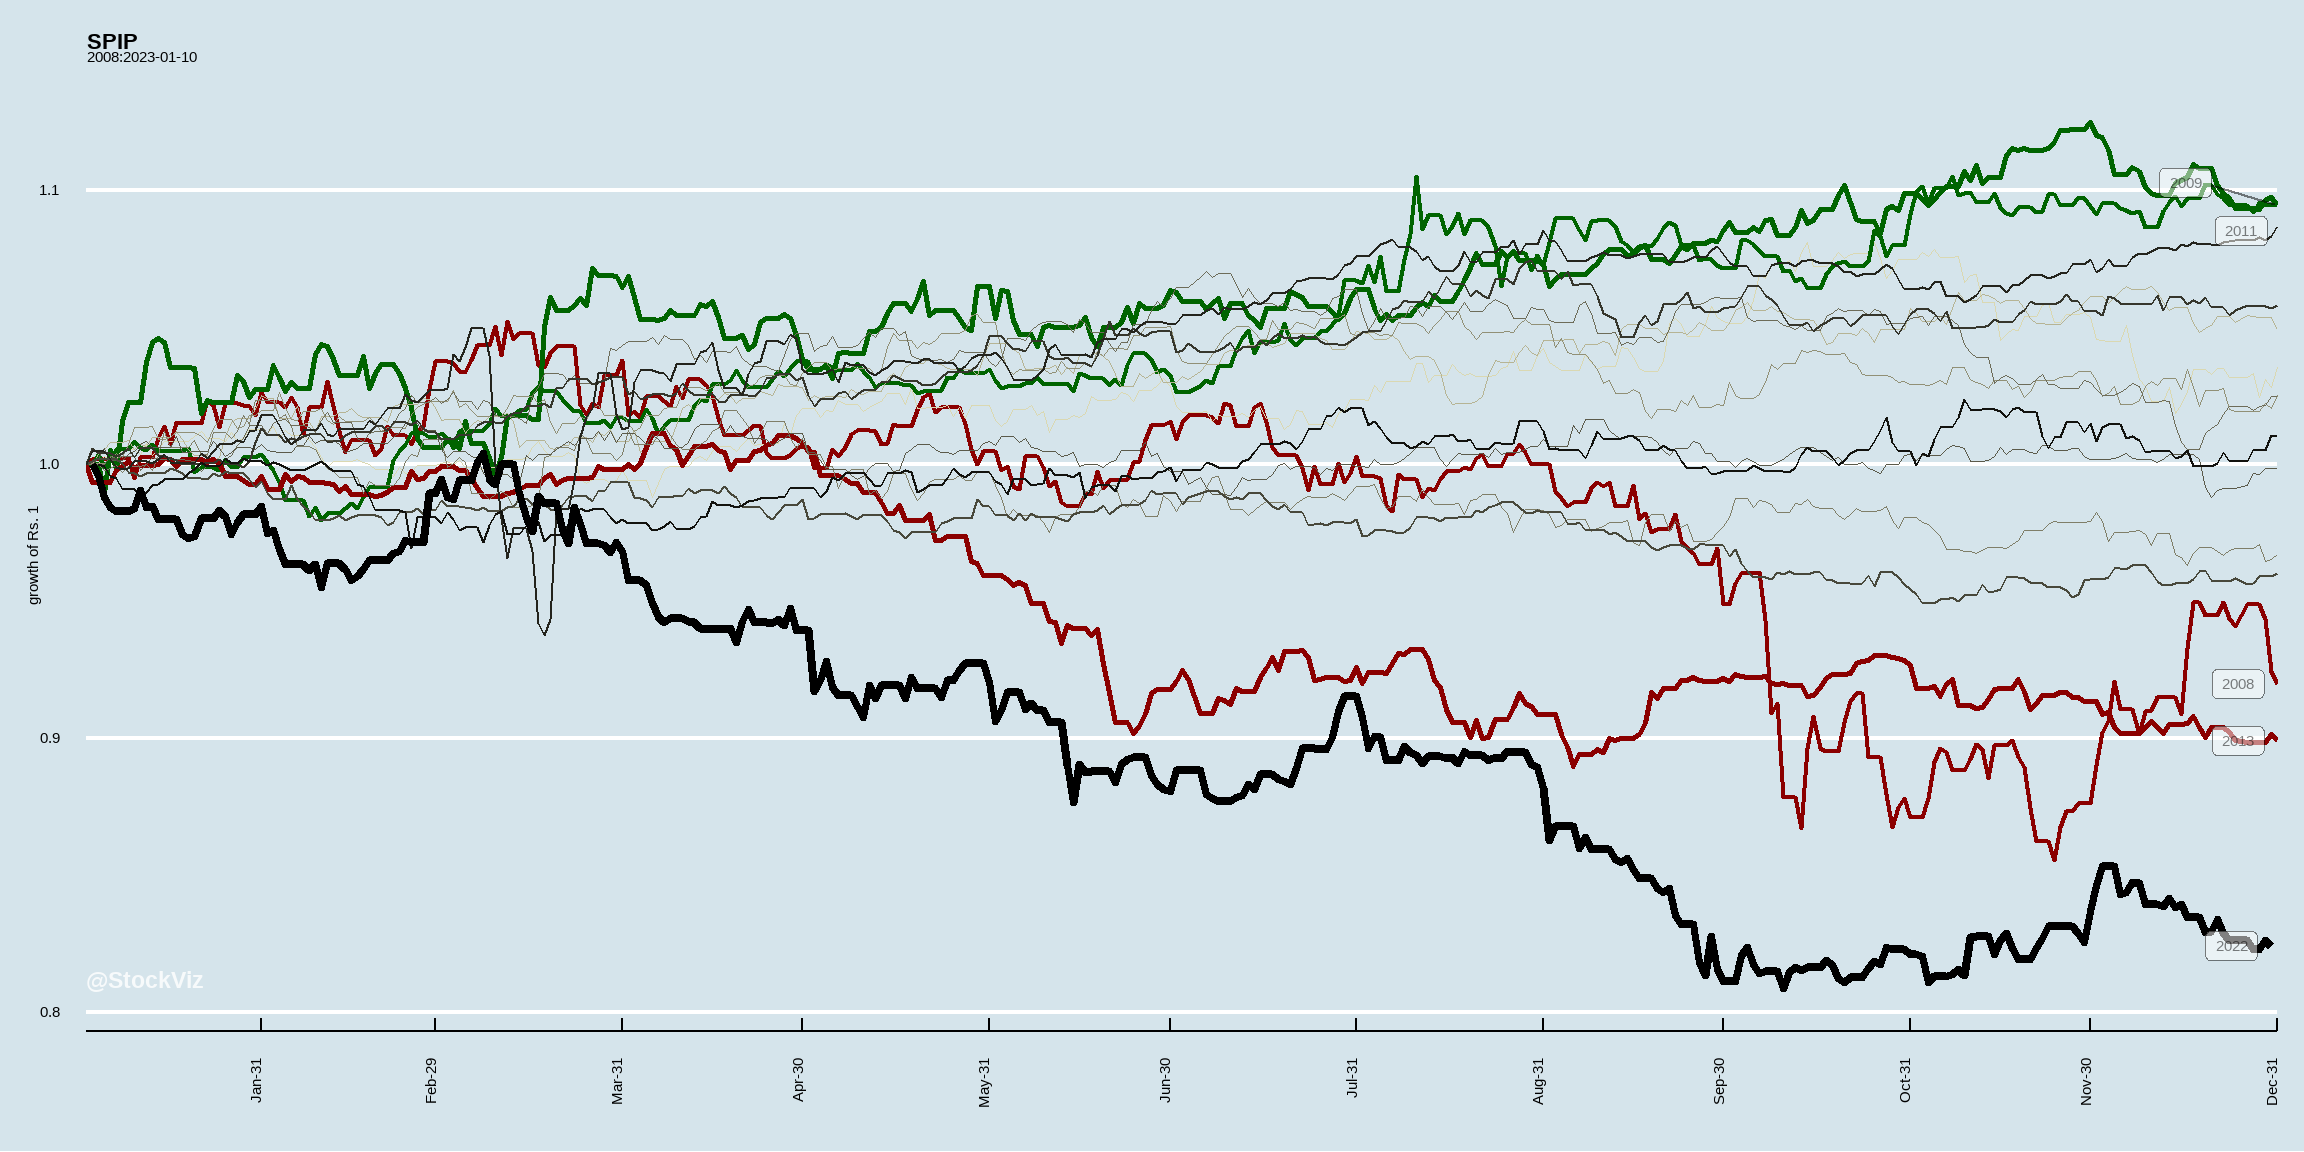 SPIP
2008:2023-01-10
1.1
1.0
0.9
0.8
growth of Rs. 1
2009
2011
2008
2013
2022
@StockViz
Jan-31
Feb-29
Mar-31
Apr-30
May-31
Jun-30
Jul-31
Aug-31
Sep-30
Oct-31
Nov-30
Dec-31